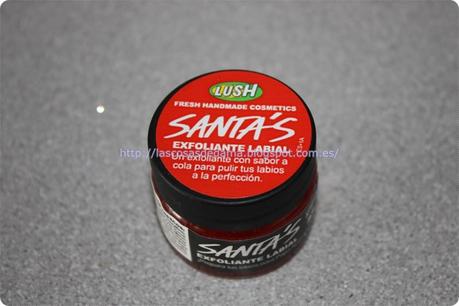 LUSH
FRESH HANDMADE COSMETICS
SANTA'S
EXFOLIANTE LABIAL
http://lascosasdegama.blogspot.com.es/
Un exfoliante con sabor a
cola para pulir tus labios
a la perfección.
SANTA'S
EXFOLIANTE LABIAL